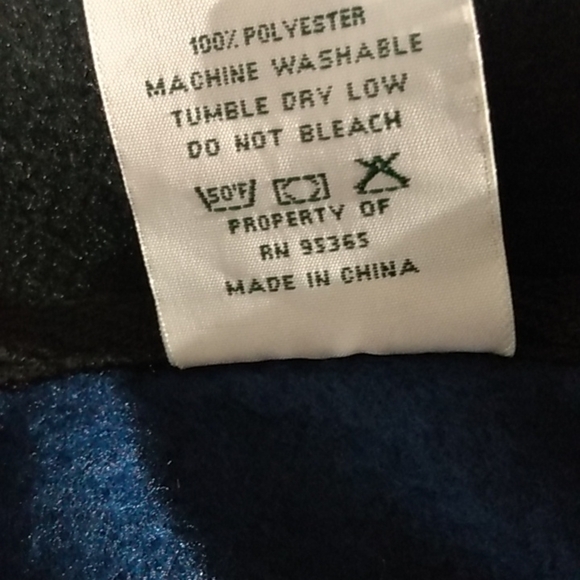 100% POLYESTER
MACHINE WASHABLE
TUMBLE DRY LOW
DO NOT BLEACH
50°F
PROPERTY OF
RN 95365
MADE IN CHINA